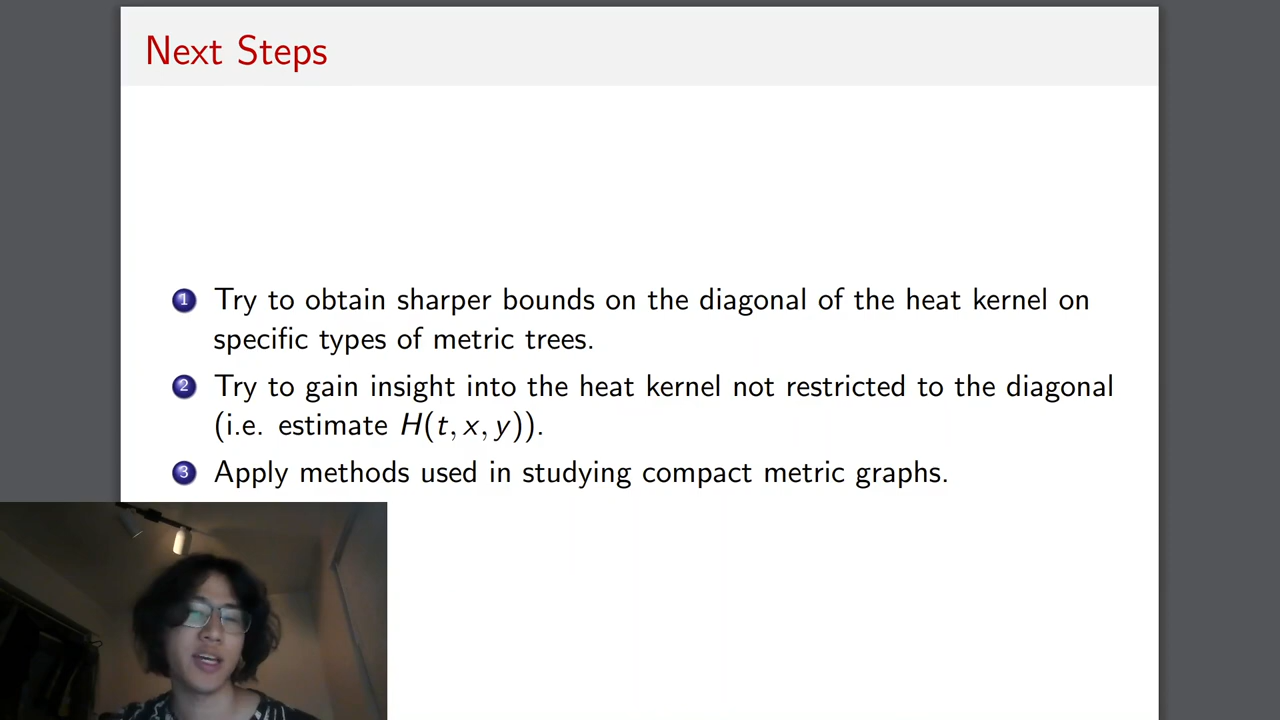 Next Steps
1 Try to obtain sharper bounds on the diagonal of the heat kernel on
specific types of metric trees.
2 Try to gain insight into the heat kernel not restricted to the diagonal
(i.e. estimate H(t, x, y)).
3 Apply methods used in studying compact metric graphs.